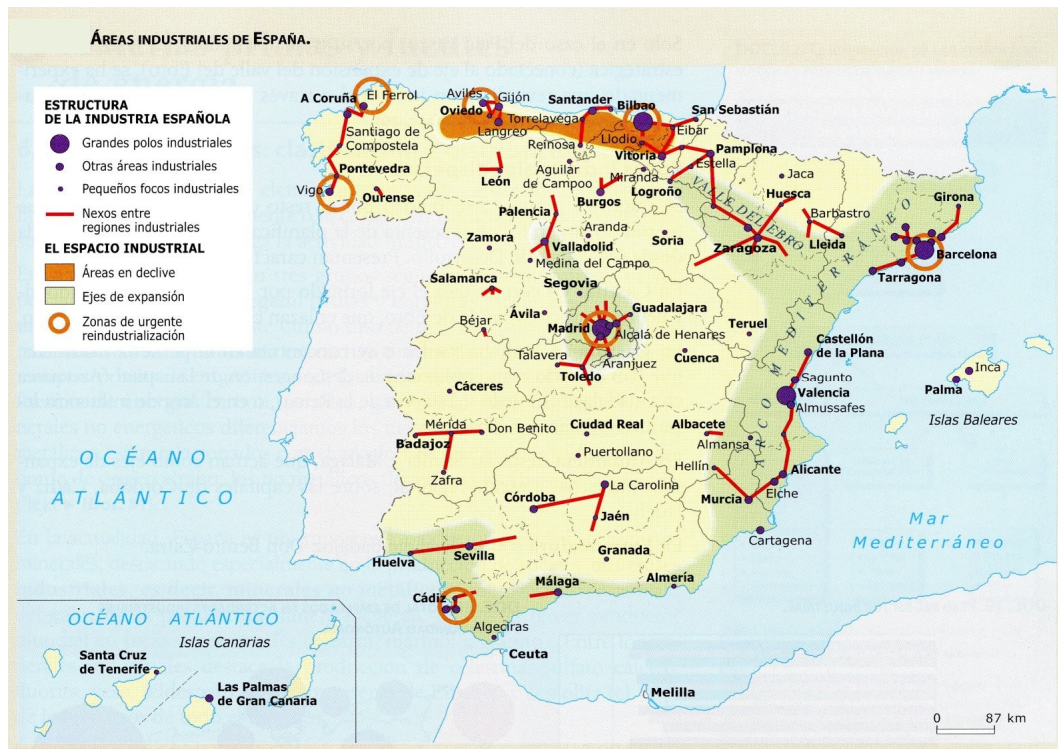 ÁREAS INDUSTRIALES DE ESPAÑA.
ESTRUCTURA
DE LA INDUSTRIA ESPAÑOLA
Grandes polos industriales
Otras áreas industriales
Pequeños focos industriales
Nexos entre
regiones industriales
EL ESPACIO INDUSTRIAL
Áreas en declive
Ejes de expansión
Zonas de urgente
reindustrialización
A Coruña
El Ferrol
Santiago de
Compostela
Pontevedra
Vigo
Ourense
Avilés
Gijón
Oviedo
Langreo
Torrelavega
Santander
Bilbao
San Sebastián
Eibar
Llodio
Reinosa
Vitoria
Pamplona
Estella
Aguilar
de Campoo
Miranda
Logroño
León
Burgos
Jaca
Huesca
Barbastro
Girona
Palencia
Aranda
Soria
VALLE DEL EBRO
Zaragoza
Lleida
Barcelona
Tarragona
Zamora
Valladolid
Medina del Campo
Salamanca
Segovia
Guadalajara
Ávila
Madrid
Alcalá de Henares
Béjar
Teruel
Castellón
de la Plana
Talavera
Aranjuez
Cuenca
Toledo
Sagunto
Valencia
Almussafes
ARCO MEDITERRÁNEO
Inca
Palma
Islas Baleares
Cáceres
Mérida
Don Benito
Ciudad Real
Albacete
Almansa
Badajoz
Puertollano
Zafra
Hellín
Alicante
Elche
Murcia
Cartagena
La Carolina
Córdoba
Jaén
Huelva
Sevilla
Granada
Cádiz
Málaga
Almería
Algeciras
Ceuta
Melilla
OCÉANO
ATLÁNTICO
Mar
Mediterráneo
OCÉANO ATLÁNTICO
Islas Canarias
Santa Cruz
de Tenerife
Las Palmas
de Gran Canaria
0 87 km